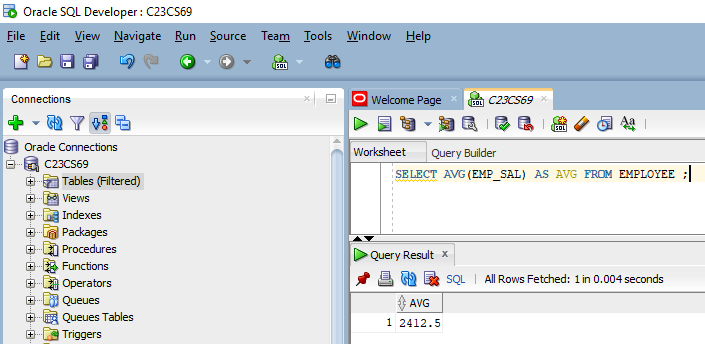 Oracle SQL Developer : C23CS69
File Edit View Navigate Run Source Team Tools Window Help
SQL
Connections
Oracle Connections
C23CS69
Tables (Filtered)
Views
Indexes
Packages
Procedures
Functions
Operators
Queues
Queues Tables
Triggers
Welcome Page
SQL C23CS69
Aa
Worksheet Query Builder
SELECT AVG(EMP_SAL) AS AVG FROM EMPLOYEE ;
Query Result x
SQL | All Rows Fetched: 1 in 0.004 seconds
AVG
1 2412.5